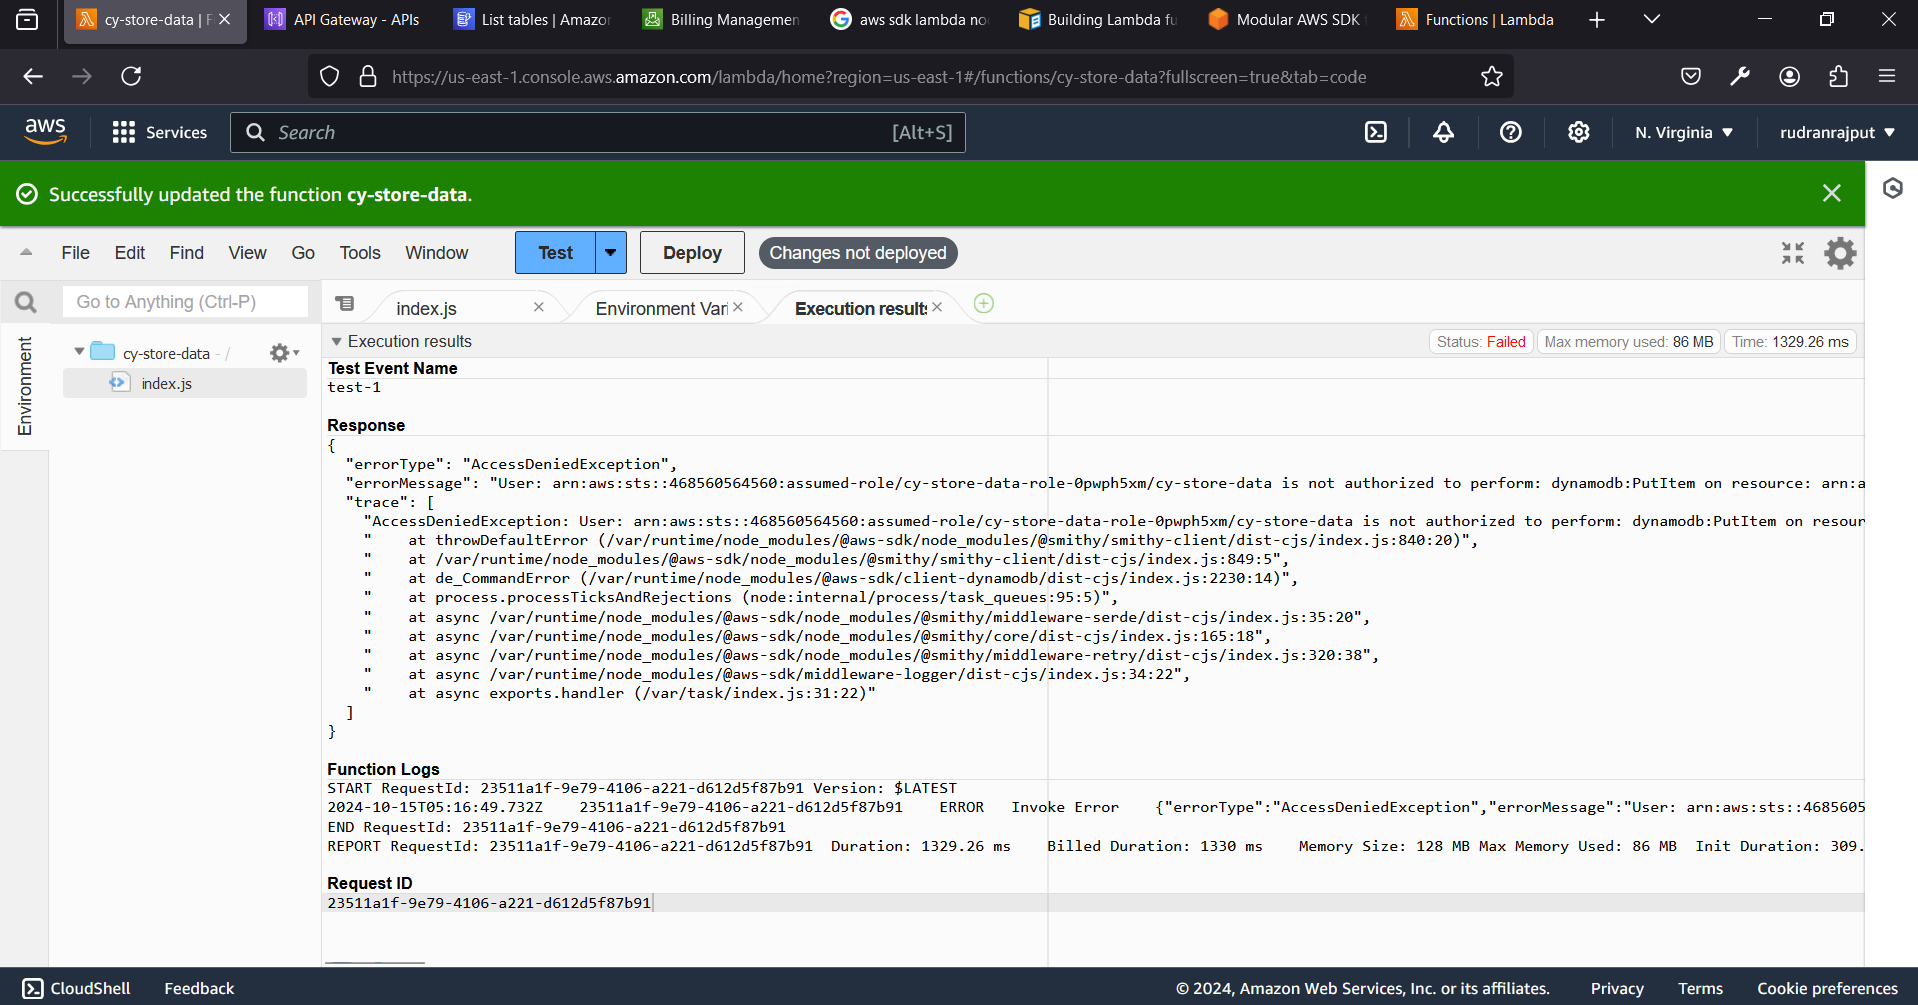 cy-store-data | F
API Gateway - APIs
List tables | Amazon
Billing Management
aws sdk lambda no
Building Lambda fu
Modular AWS SDK
Functions | Lambda
https://us-east-1.console.aws.amazon.com/lambda/home?region=us-east-1#/functions/cy-store-data?fullscreen=true&tab=code
aws
Services
Search
[Alt+S]
N. Virginia
rudranrajput
Successfully updated the function cy-store-data.
File Edit Find View Go Tools Window
Test
Deploy
Changes not deployed
Go to Anything (Ctrl-P)
index.js
Environment Vari
Execution results
Environment
cy-store-data - /
index.js
Execution results
Status: Failed
Max memory used: 86 MB
Time: 1329.26 ms
Test Event Name
test-1
Response
{
"errorType": "AccessDeniedException",
"errorMessage": "User: arn:aws:sts::468560564560:assumed-role/cy-store-data-role-0pwph5xm/cy-store-data is not authorized to perform: dynamodb:PutItem on resource: arn:a
"trace": [
"AccessDeniedException: User: arn:aws:sts::468560564560:assumed-role/cy-store-data-role-0pwph5xm/cy-store-data is not authorized to perform: dynamodb:PutItem on resour
"    at throwDefaultError (/var/runtime/node_modules/@aws-sdk/node_modules/@smithy/smithy-client/dist-cjs/index.js:840:20)",
"    at /var/runtime/node_modules/@aws-sdk/node_modules/@smithy/smithy-client/dist-cjs/index.js:849:5",
"    at de_CommandError (/var/runtime/node_modules/@aws-sdk/client-dynamodb/dist-cjs/index.js:2230:14)",
"    at process.processTicksAndRejections (node:internal/process/task_queues:95:5)",
"    at async /var/runtime/node_modules/@aws-sdk/node_modules/@smithy/middleware-serde/dist-cjs/index.js:35:20",
"    at async /var/runtime/node_modules/@aws-sdk/node_modules/@smithy/core/dist-cjs/index.js:165:18",
"    at async /var/runtime/node_modules/@aws-sdk/node_modules/@smithy/middleware-retry/dist-cjs/index.js:320:38",
"    at async /var/runtime/node_modules/@aws-sdk/middleware-logger/dist-cjs/index.js:34:22",
"    at async exports.handler (/var/task/index.js:31:22)"
]
}
Function Logs
START RequestId: 23511a1f-9e79-4106-a221-d612d5f87b91 Version: $LATEST
2024-10-15T05:16:49.732Z    23511a1f-9e79-4106-a221-d612d5f87b91    ERROR   Invoke Error    {"errorType":"AccessDeniedException","errorMessage":"User: arn:aws:sts::4685605
END RequestId: 23511a1f-9e79-4106-a221-d612d5f87b91
REPORT RequestId: 23511a1f-9e79-4106-a221-d612d5f87b91  Duration: 1329.26 ms    Billed Duration: 1330 ms    Memory Size: 128 MB Max Memory Used: 86 MB  Init Duration: 309.
Request ID
23511a1f-9e79-4106-a221-d612d5f87b91
CloudShell
Feedback
© 2024, Amazon Web Services, Inc. or its affiliates.
Privacy
Terms
Cookie preferences